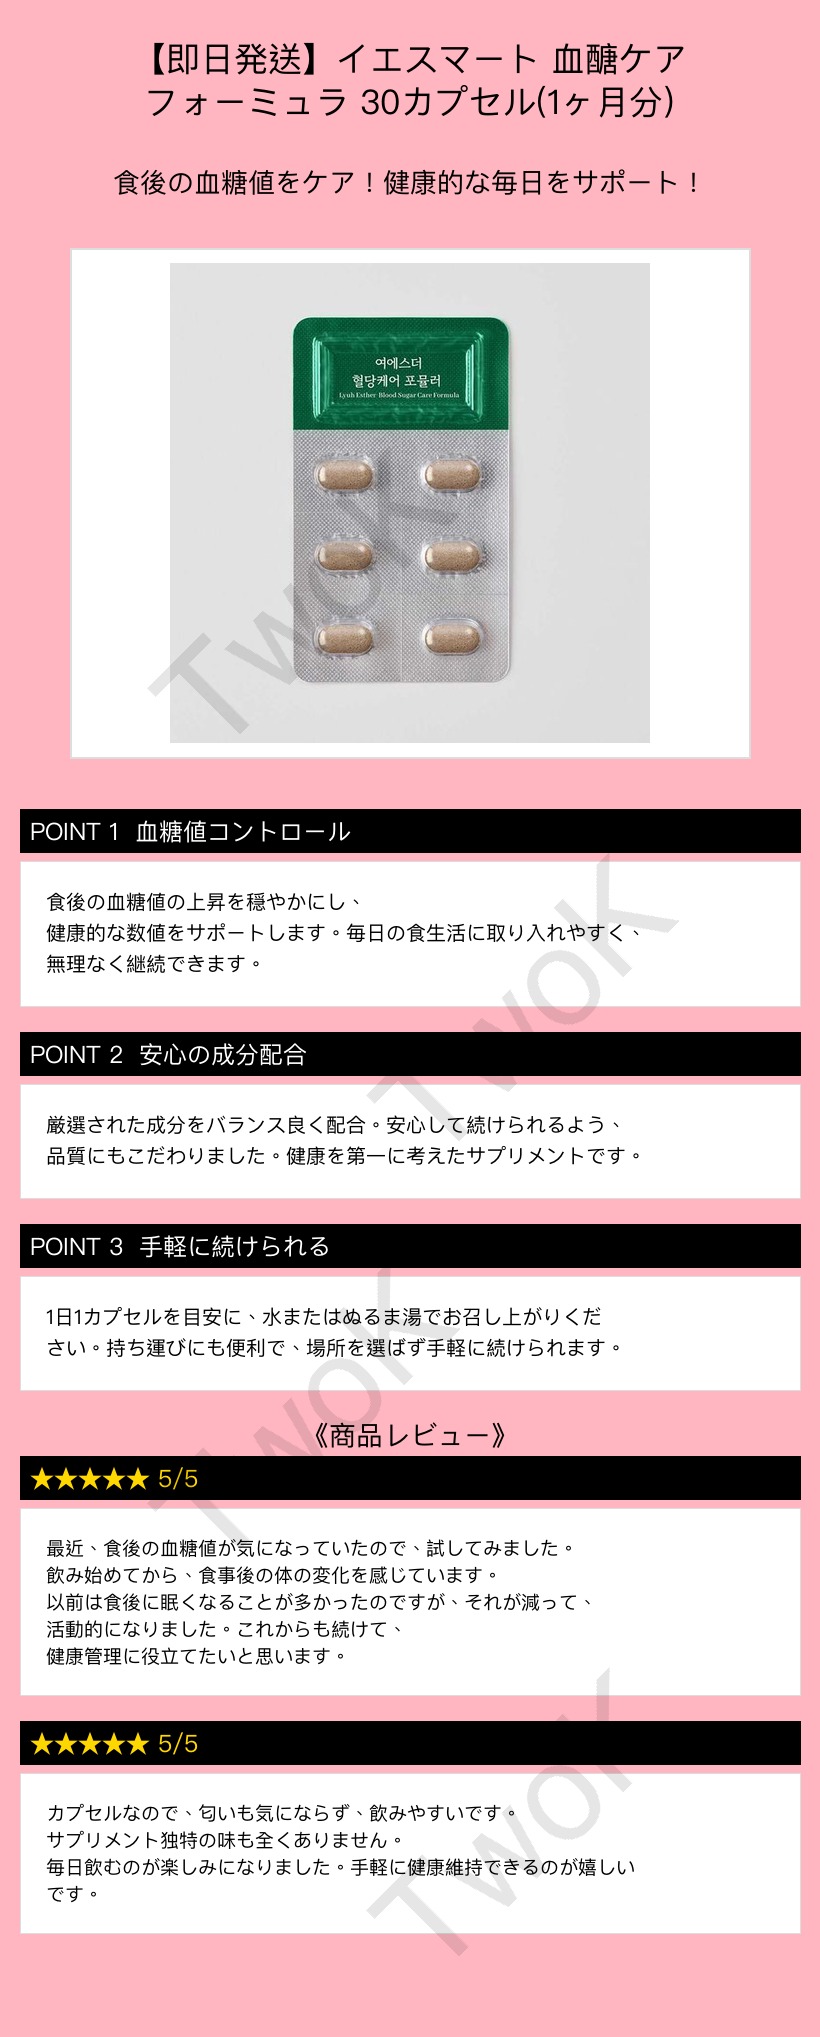 【即日発送】イエスマート 血醣ケア
フォーミュラ 30カプセル(1ヶ月分)
食後の血糖値をケア！健康的な毎日をサポート！
여에스더
혈당케어 포뮬러
Lyuh Esther Blood Sugar Care Formula
TwoK
POINT 1 血糖値コントロール
食後の血糖値の上昇を穏やかにし、
健康的な数値をサポートします。毎日の食生活に取り入れやすく、
無理なく継続できます。
TwoK
POINT 2 安心の成分配合
厳選された成分をバランス良く配合。安心して続けられるよう、
品質にもこだわりました。健康を第一に考えたサプリメントです。
POINT 3 手軽に続けられる
1日1カプセルを目安に、水またはぬるま湯でお召し上がりくだ
さい。持ち運びにも便利で、場所を選ばず手軽に続けられます。
TwoK
《商品レビュー》
★★★★★ 5/5
最近、食後の血糖値が気になっていたので、試してみました。
飲み始めてから、食事後の体の変化を感じています。
以前は食後に眠くなることが多かったのですが、それが減って、
活動的になりました。これからも続けて、
健康管理に役立てたいと思います。
★★★★★ 5/5
カプセルなので、匂いも気にならず、飲みやすいです。
サプリメント独特の味も全くありません。
毎日飲むのが楽しみになりました。手軽に健康維持できるのが嬉しい
です。
TwoK